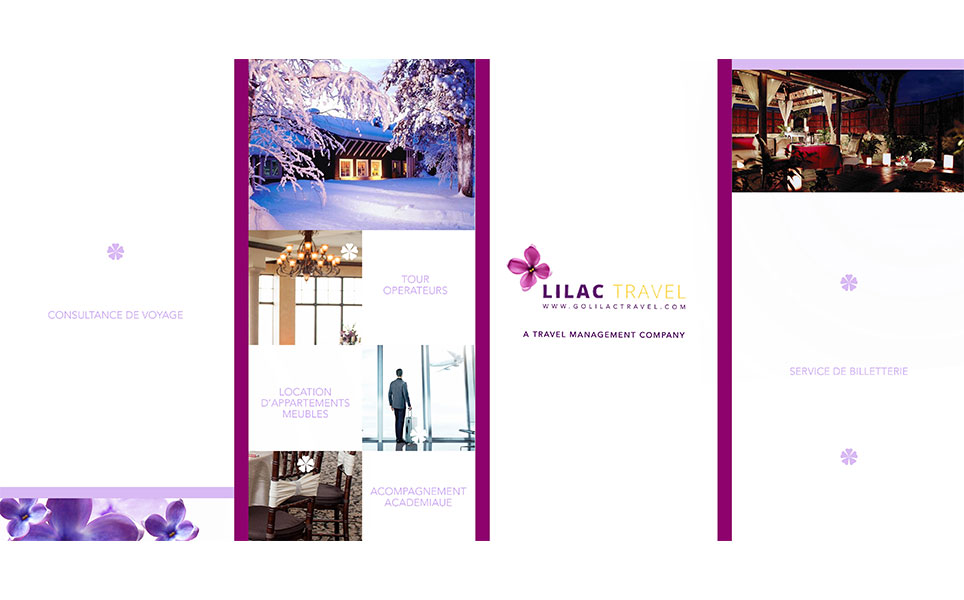 CONSULTANCE DE VOYAGE
TOUR
OPERATEURS
LOCATION
D'APPARTEMENTS
MEUBLES
ACOMPAGNEMENT
ACADEMIAUE
LILAC TRAVEL
WWW.GOLILACTRAVEL.COM
A TRAVEL MANAGEMENT COMPANY
SERVICE DE BILLETTERIE